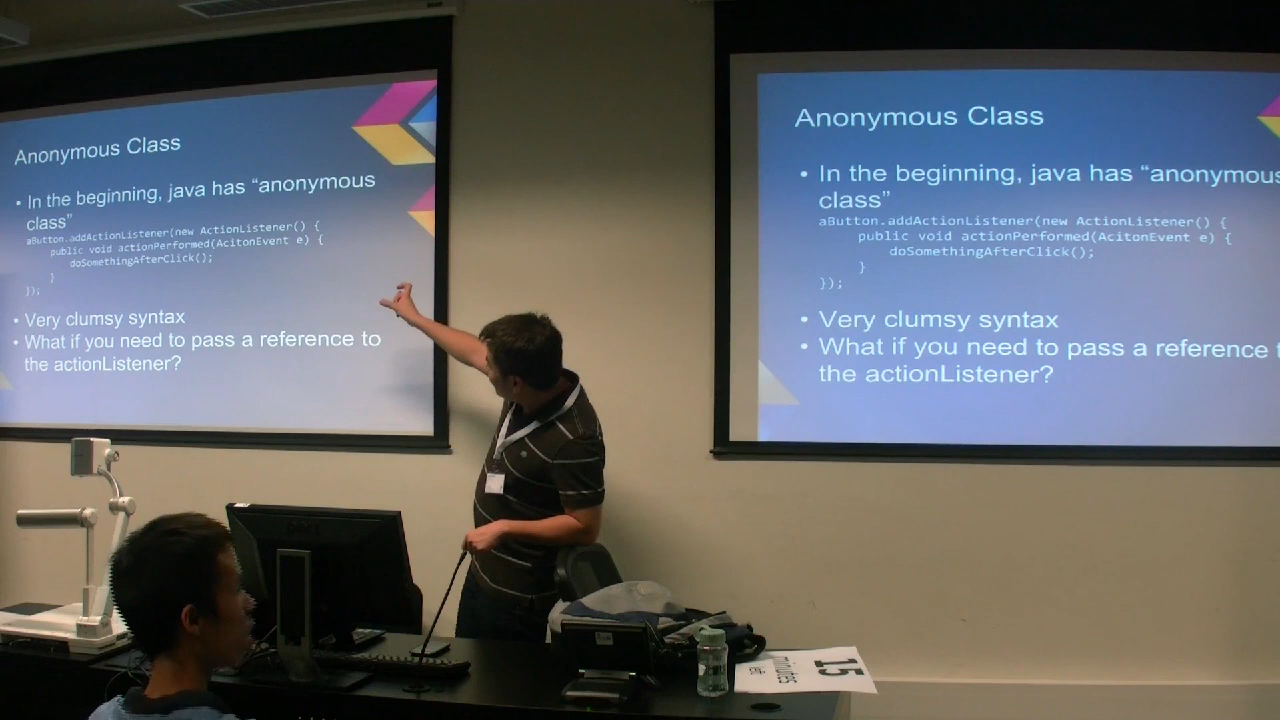 Anonymous Class
• In the beginning, java has “anonymous
class”
aButton.addActionListener(new ActionListener() {
public void actionPerformed(AcitonEvent e) {
doSomethingAfterClick();
}
});
• Very clumsy syntax
• What if you need to pass a reference to
the actionListener?
Anonymous Class
• In the beginning, java has “anonymous
class”
aButton.addActionListener(new ActionListener() {
public void actionPerformed(AcitonEvent e) {
doSomethingAfterClick();
}
});
• Very clumsy syntax
• What if you need to pass a reference
the actionListener?
DELL
15
minutes